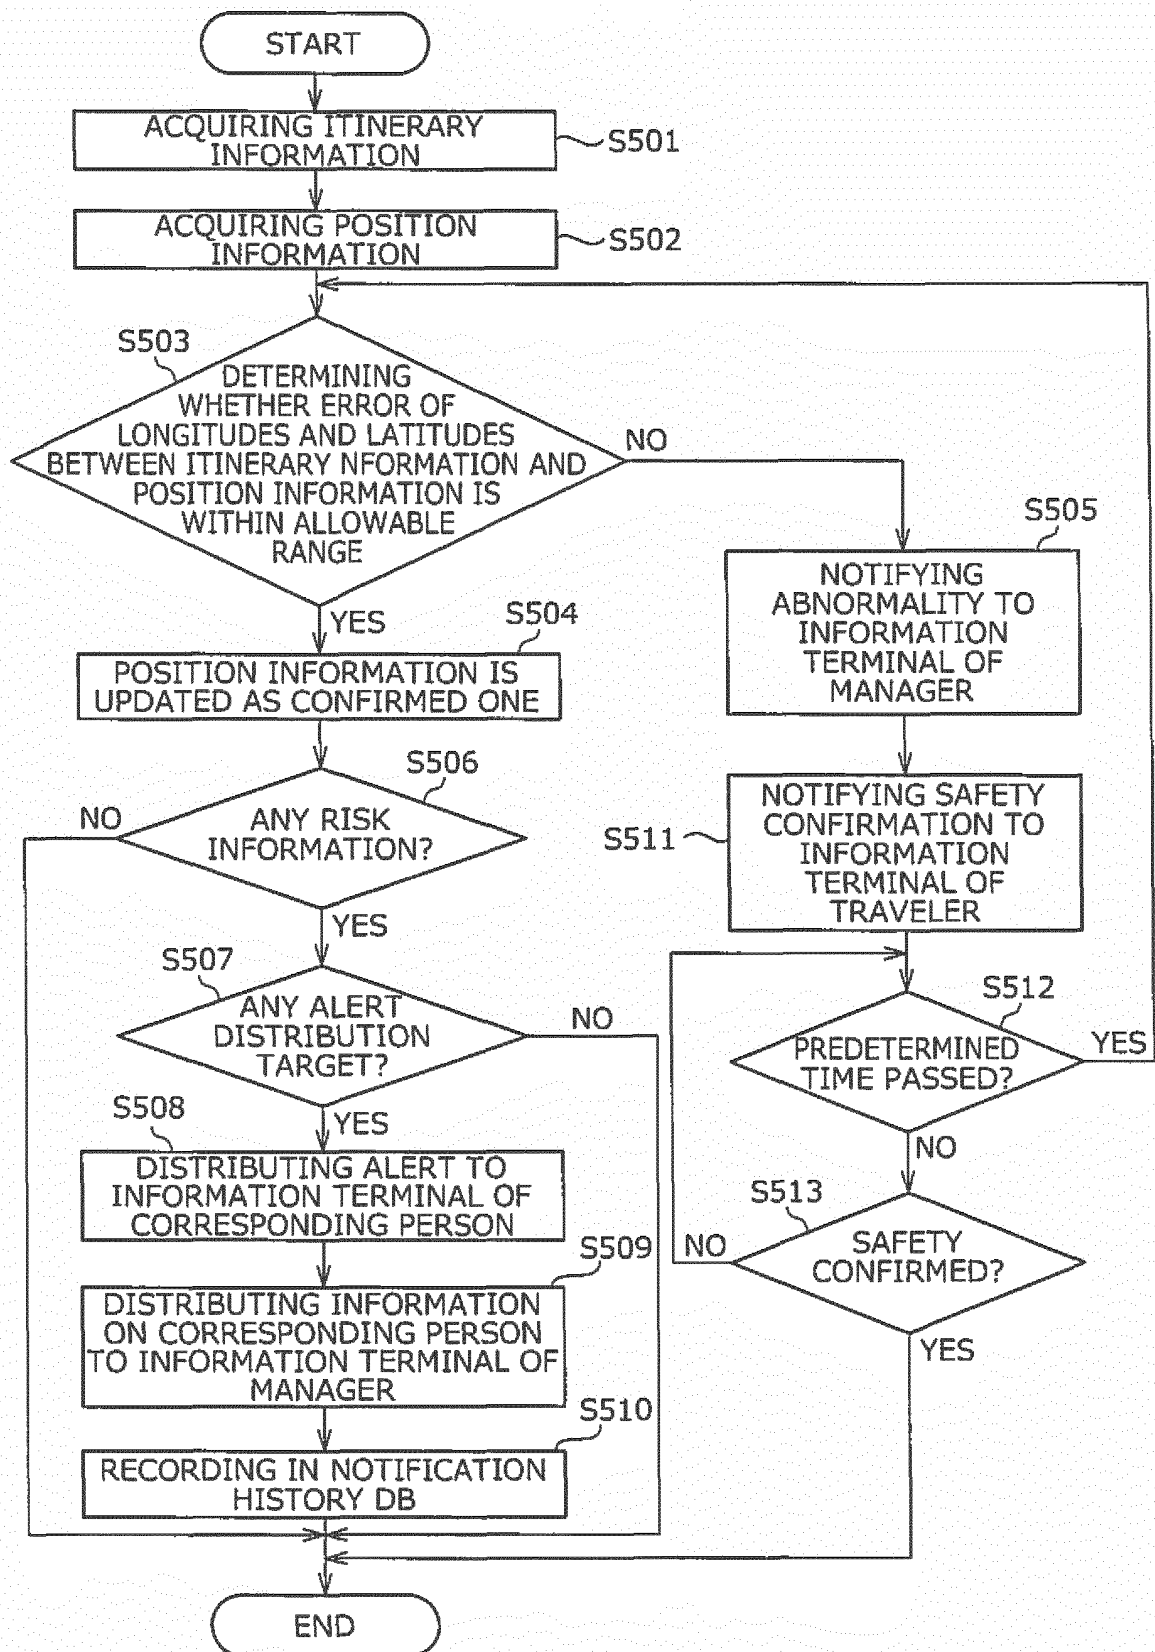 START
ACQUIRING ITINERARY
INFORMATION
S501
ACQUIRING POSITION
INFORMATION
S502
S503
DETERMINING
WHETHER ERROR OF
LONGITUDES AND LATITUDES
BETWEEN ITINERARY NFORMATION AND
POSITION INFORMATION IS
WITHIN ALLOWABLE
RANGE
NO
YES
S504
POSITION INFORMATION IS
UPDATED AS CONFIRMED ONE
S505
NOTIFYING
ABNORMALITY TO
INFORMATION
TERMINAL OF
MANAGER
S506
ANY RISK
INFORMATION?
NO
YES
S511
NOTIFYING SAFETY
CONFIRMATION TO
INFORMATION
TERMINAL OF
TRAVELER
S507
ANY ALERT
DISTRIBUTION
TARGET?
NO
YES
S512
PREDETERMINED
TIME PASSED?
YES
NO
S508
DISTRIBUTING ALERT TO
INFORMATION TERMINAL OF
CORRESPONDING PERSON
S513
SAFETY
CONFIRMED?
NO
YES
S509
DISTRIBUTING INFORMATION
ON CORRESPONDING PERSON
TO INFORMATION TERMINAL OF
MANAGER
S510
RECORDING IN NOTIFICATION
HISTORY DB
END